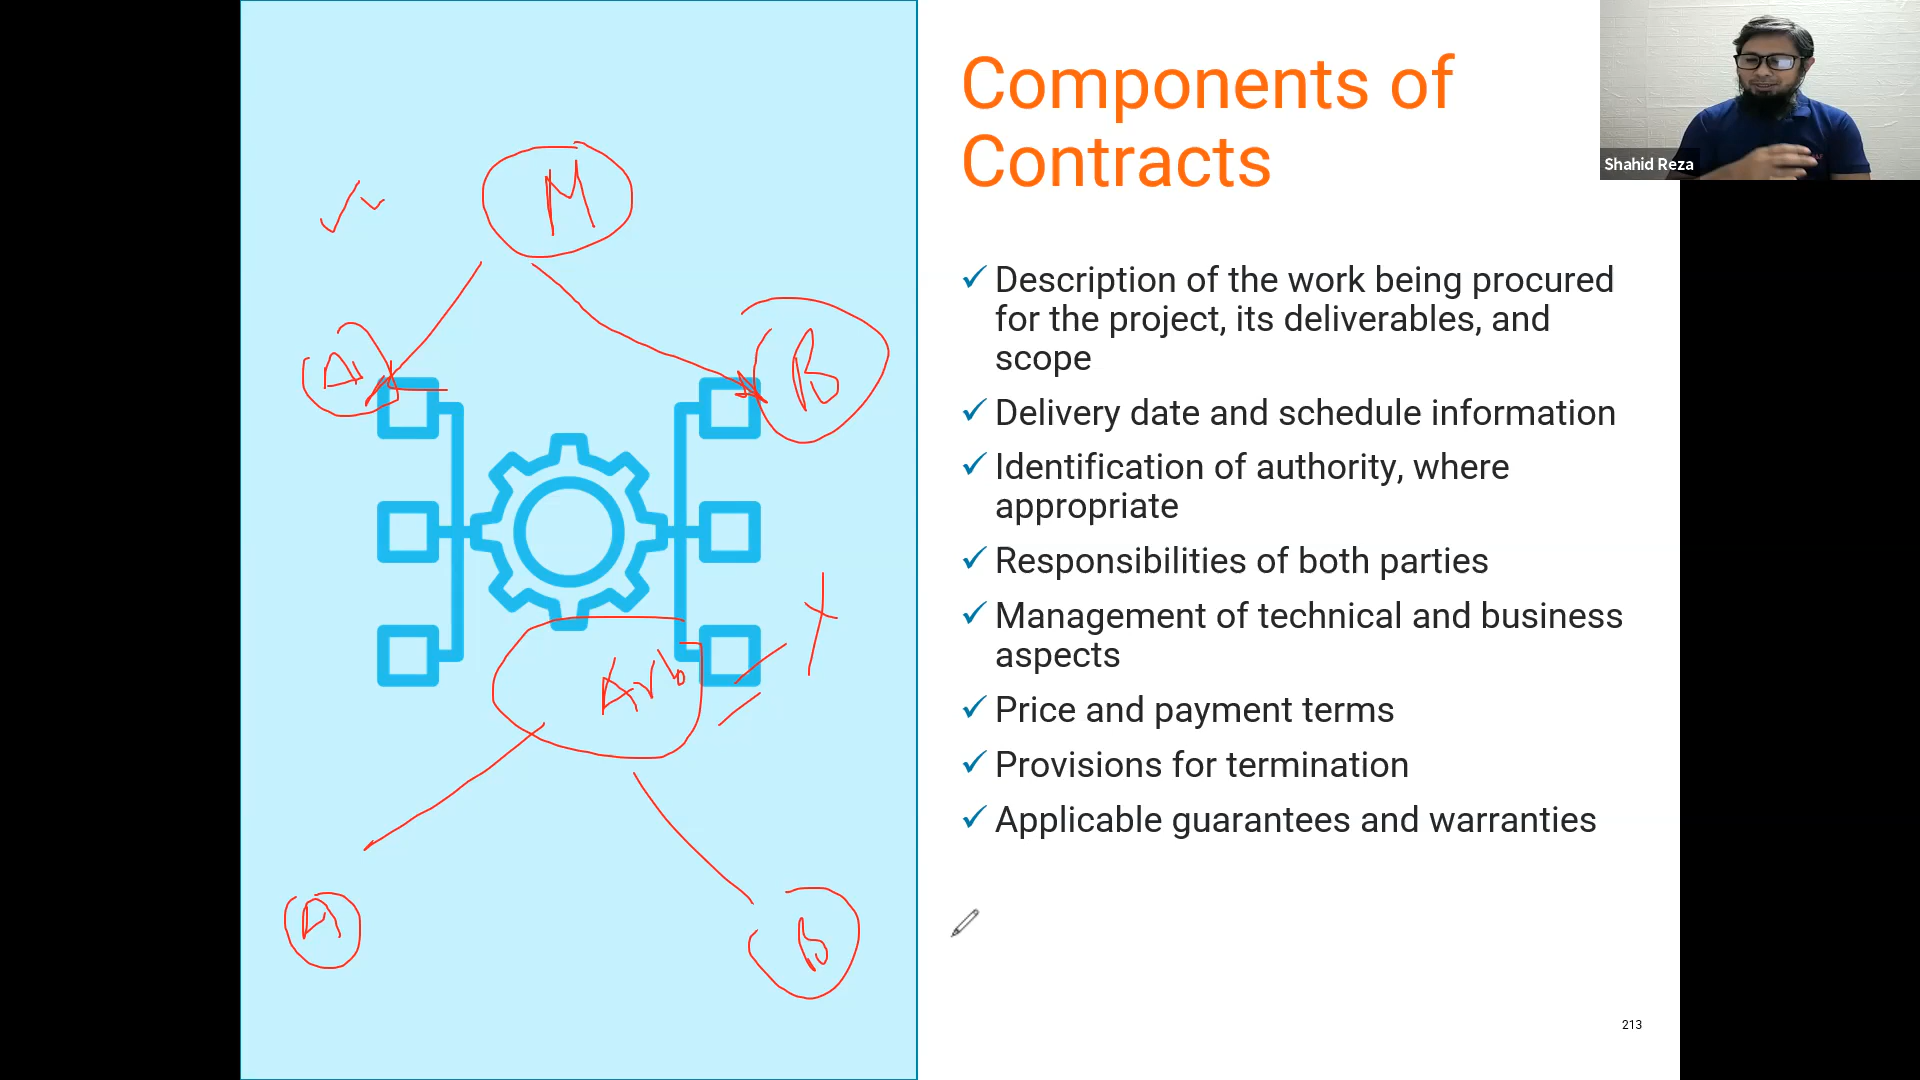 Components of
Contracts
Shahid Reza
Description of the work being procured
for the project, its deliverables, and
scope
Delivery date and schedule information
Identification of authority, where
appropriate
Responsibilities of both parties
Management of technical and business
aspects
Price and payment terms
Provisions for termination
Applicable guarantees and warranties
M
A
B
Arb
A
B
213